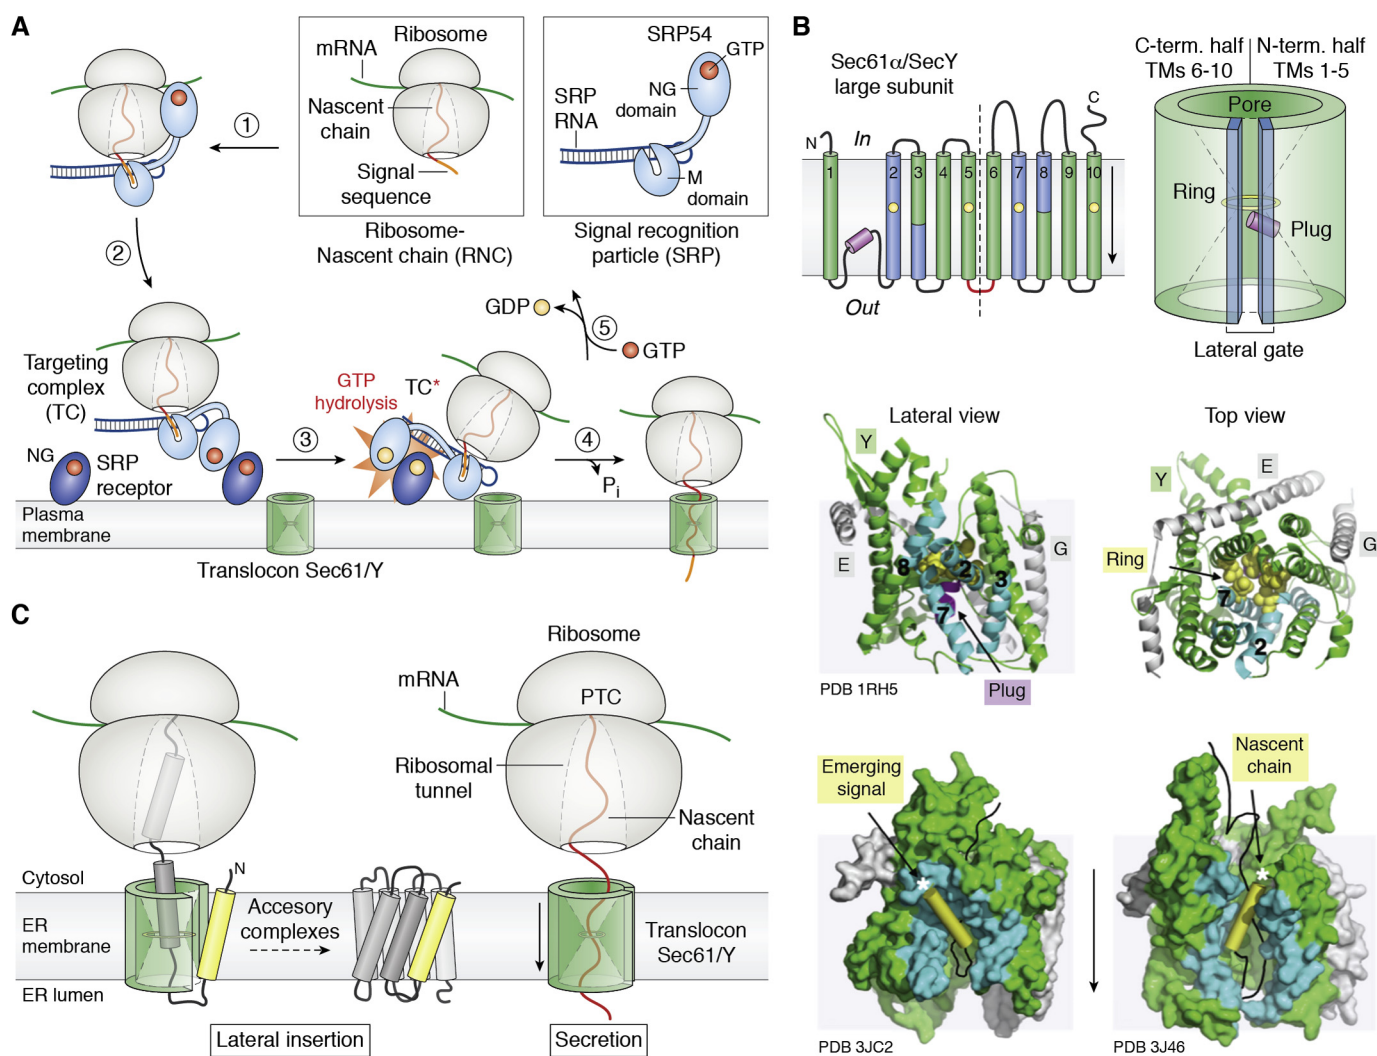 A
mRNA
Ribosome
Nascent
chain
Signal
sequence
Ribosome-
Nascent chain (RNC)
SRP54
GTP
NG
domain
SRP
RNA
M
domain
Signal recognition
particle (SRP)
1
2
Targeting
complex
(TC)
NG
SRP
receptor
Plasma
membrane
3
GTP
hydrolysis
TC*
GDP
5
GTP
4
Pi
Translocon Sec61/Y
B
Sec61α/SecY
large subunit
N
In
C
1
2
3
4
5
6
7
8
9
10
Out
C-term. half
TMs 6-10
N-term. half
TMs 1-5
Pore
Ring
Plug
Lateral gate
Lateral view
Y
E
G
8
2
3
7
Plug
PDB 1RH5
Top view
Y
E
G
Ring
7
2
Emerging
signal
*
PDB 3JC2
Nascent
chain
*
PDB 3J46
C
Cytosol
ER
membrane
ER lumen
N
Accesory
complexes
Lateral insertion
Ribosome
mRNA
PTC
Ribosomal
tunnel
Nascent
chain
Translocon
Sec61/Y
Secretion